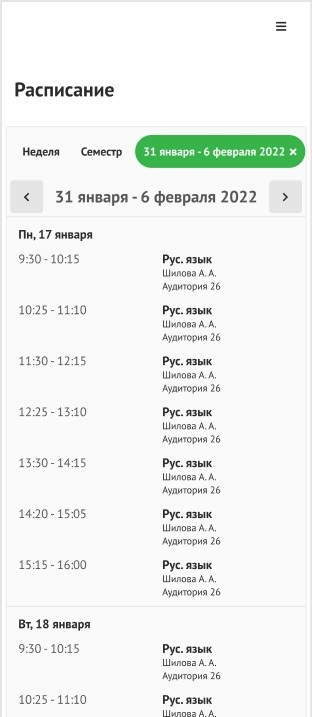 Расписание
Неделя Семестр 31 января - 6 февраля 2022 ×
31 января - 6 февраля 2022
Пн, 17 января
9:30 - 10:15 Рус. язык
Шилова А. А.
Аудитория 26
10:25 - 11:10 Рус. язык
Шилова А. А.
Аудитория 26
11:30 - 12:15 Рус. язык
Шилова А. А.
Аудитория 26
12:25 - 13:10 Рус. язык
Шилова А. А.
Аудитория 26
13:30 - 14:15 Рус. язык
Шилова А. А.
Аудитория 26
14:20 - 15:05 Рус. язык
Шилова А. А.
Аудитория 26
15:15 - 16:00 Рус. язык
Шилова А. А.
Аудитория 26
Вт, 18 января
9:30 - 10:15 Рус. язык
Шилова А. А.
Аудитория 26
10:25 - 11:10 Рус. язык
Шилова А. А.